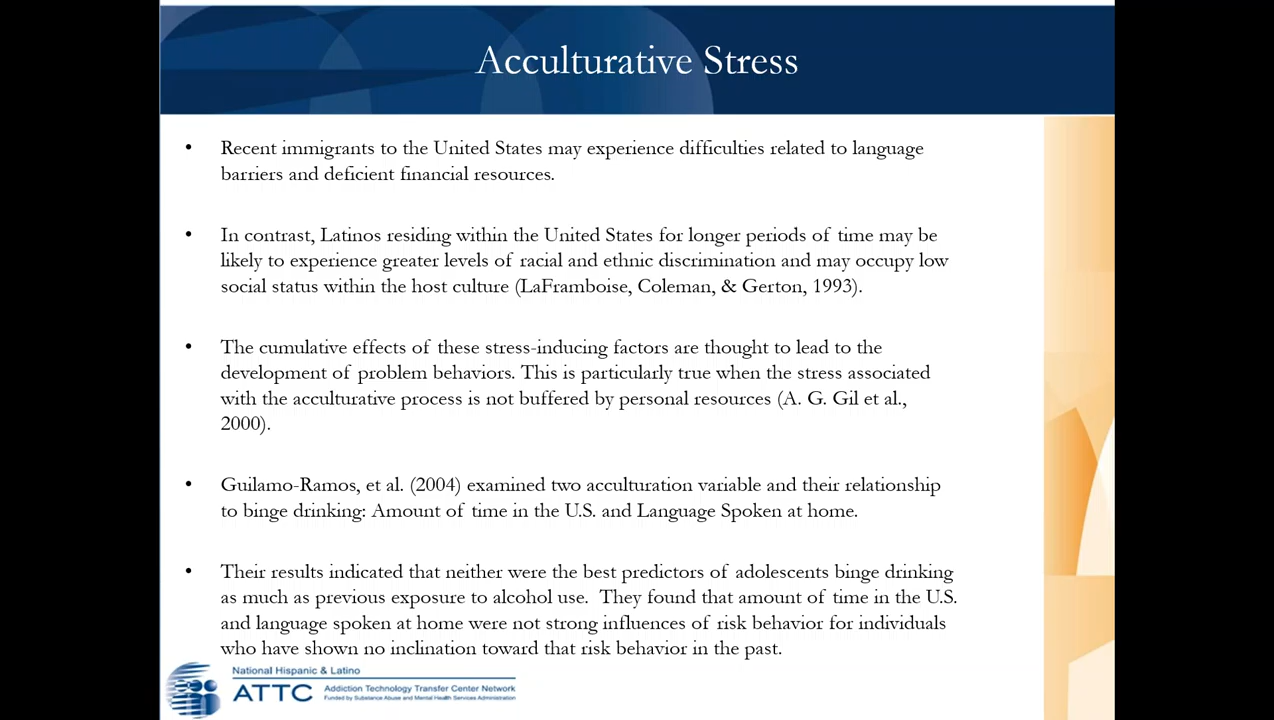 Acculturative Stress
• Recent immigrants to the United States may experience difficulties related to language
barriers and deficient financial resources.
• In contrast, Latinos residing within the United States for longer periods of time may be
likely to experience greater levels of racial and ethnic discrimination and may occupy low
social status within the host culture (LaFramboise, Coleman, & Gerton, 1993).
• The cumulative effects of these stress-inducing factors are thought to lead to the
development of problem behaviors. This is particularly true when the stress associated
with the acculturative process is not buffered by personal resources (A. G. Gil et al.,
2000).
• Guilamo-Ramos, et al. (2004) examined two acculturation variable and their relationship
to binge drinking: Amount of time in the U.S. and Language Spoken at home.
• Their results indicated that neither were the best predictors of adolescents binge drinking
as much as previous exposure to alcohol use. They found that amount of time in the U.S.
and language spoken at home were not strong influences of risk behavior for individuals
who have shown no inclination toward that risk behavior in the past.
National Hispanic & Latino
ATTC Addiction Technology Transfer Center Network
Funded by Substance Abuse and Mental Health Services Administration